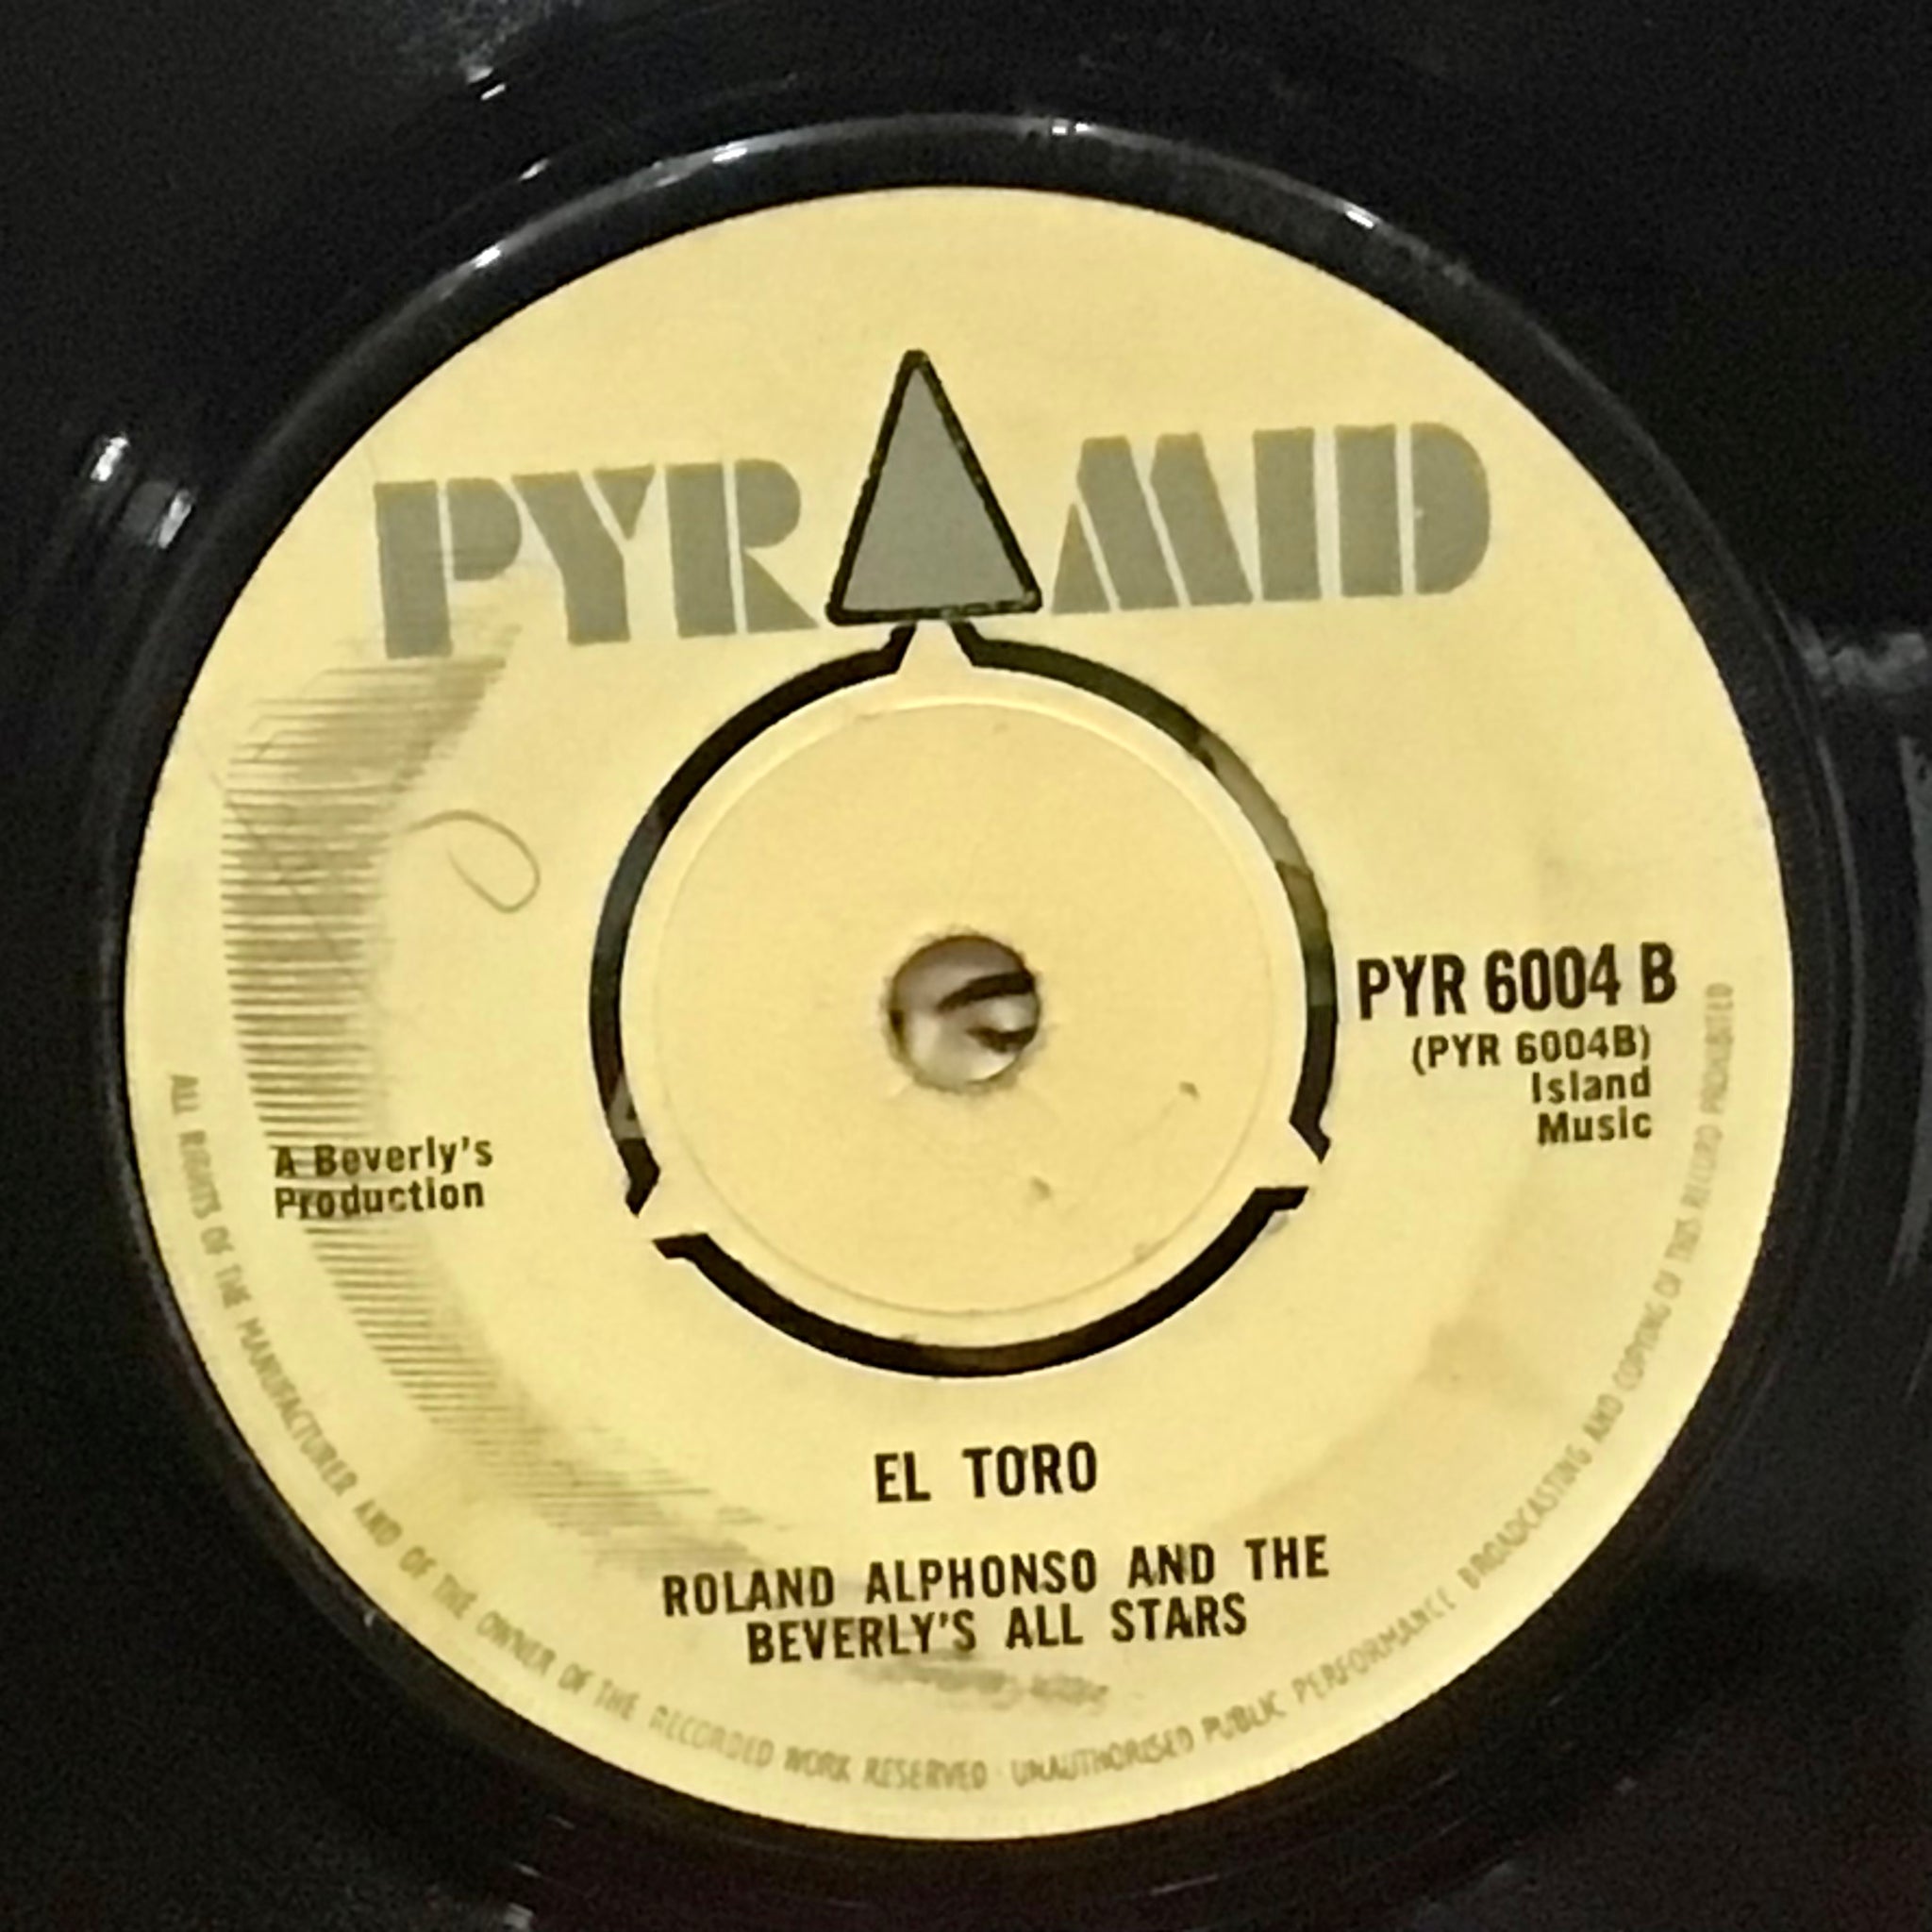 PYRAMID
PYR 6004 B
(PYR 6004B)
Island
Music
A Beverly's
Production
EL TORO
ROLAND ALPHONSO AND THE
BEVERLY'S ALL STARS
ALL RIGHTS OF THE MANUFACTURER AND OF THE OWNER OF THE RECORDED WORK RESERVED · UNAUTHORISED PUBLIC PERFORMANCE BROADCASTING AND COPYING OF THIS RECORD PROHIBITED